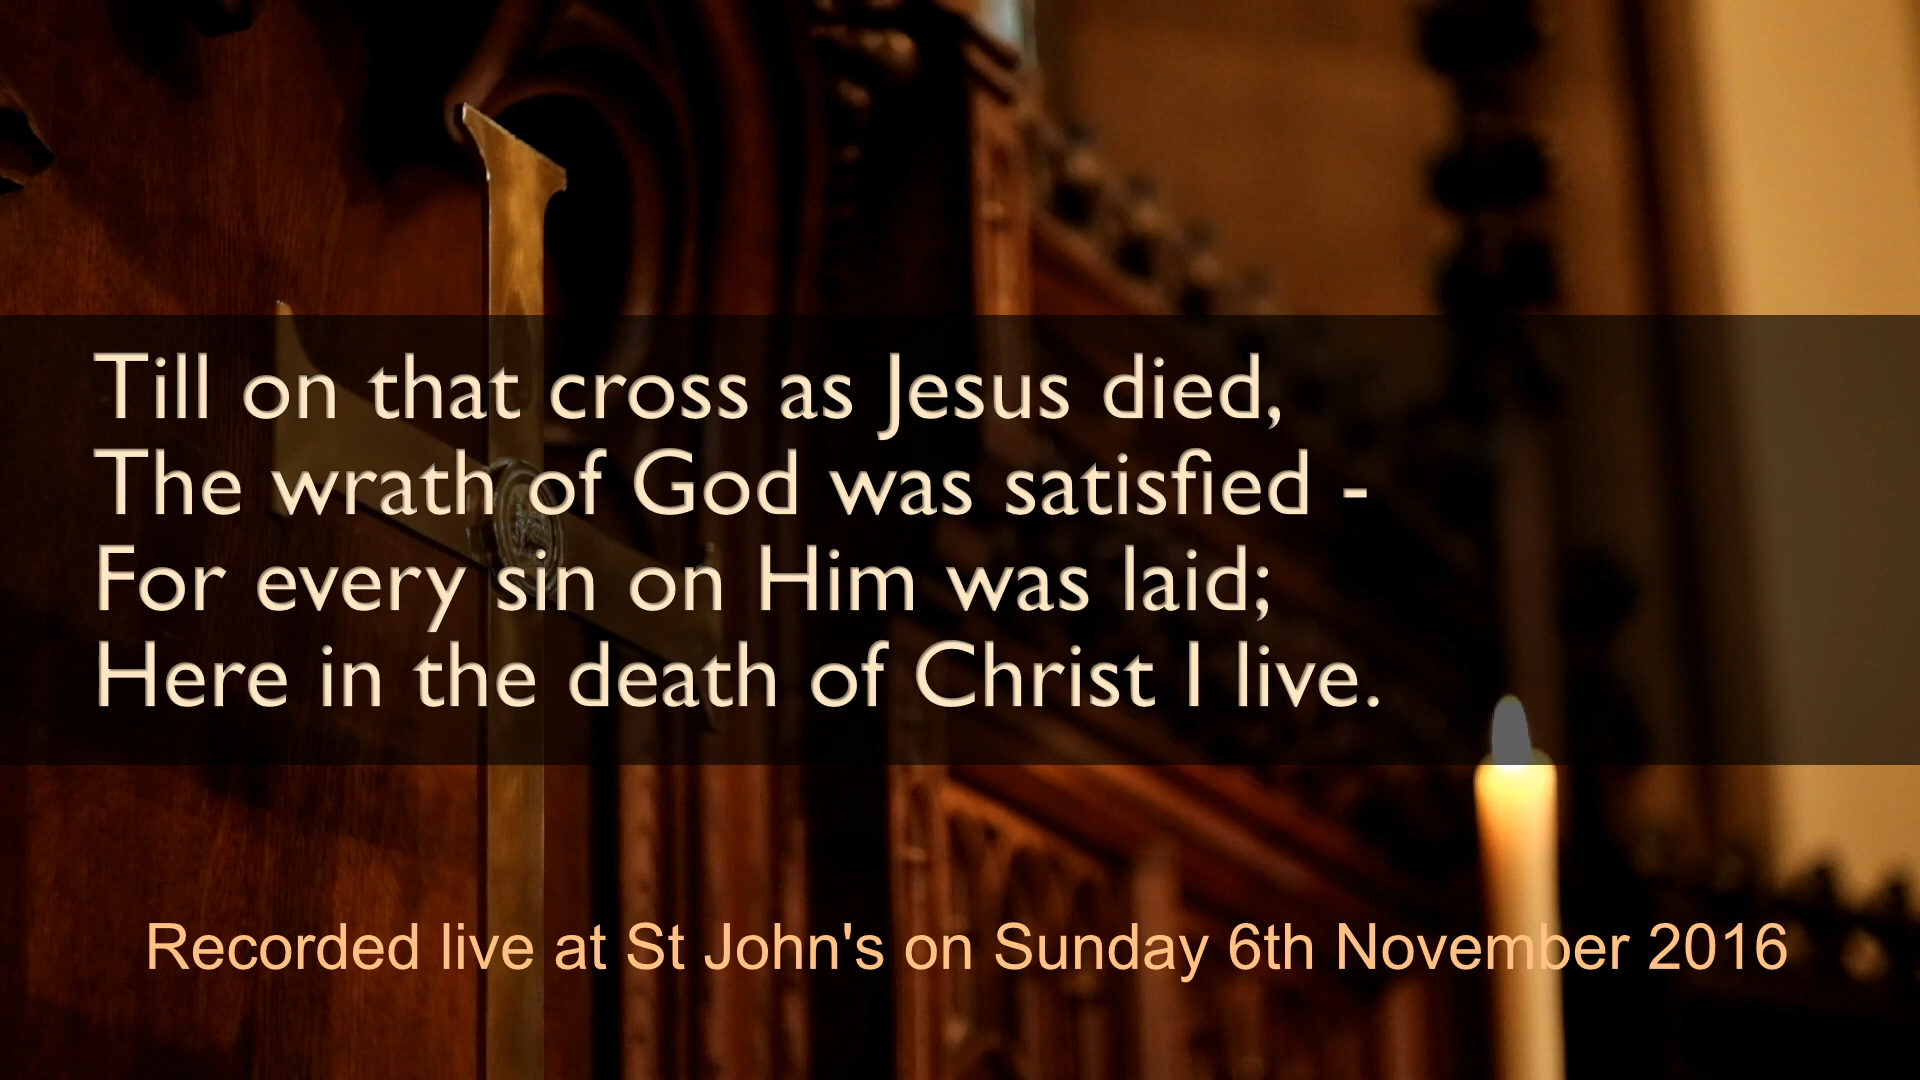 Till on that cross as Jesus died,
The wrath of God was satisfied -
For every sin on Him was laid;
Here in the death of Christ I live.
Recorded live at St John's on Sunday 6th November 2016